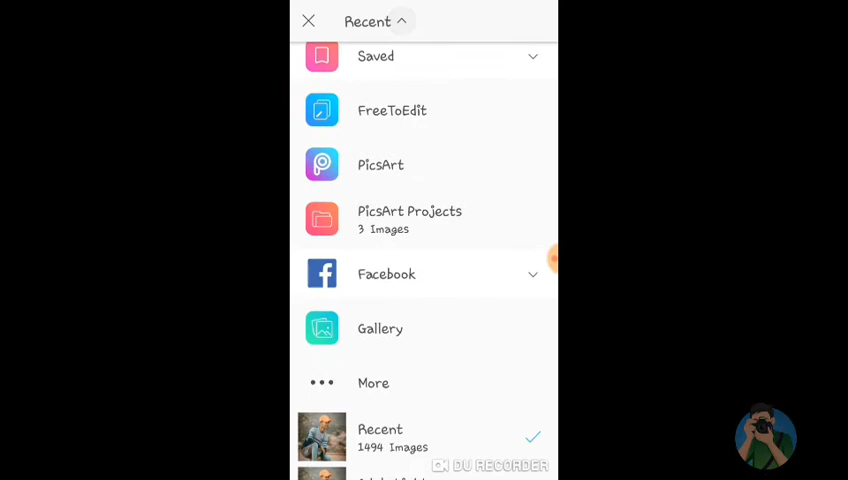 Recent
Saved
FreeToEdit
PicsArt
PicsArt Projects
3 Images
Facebook
Gallery
More
Recent
1494 Images
DU RECORDER